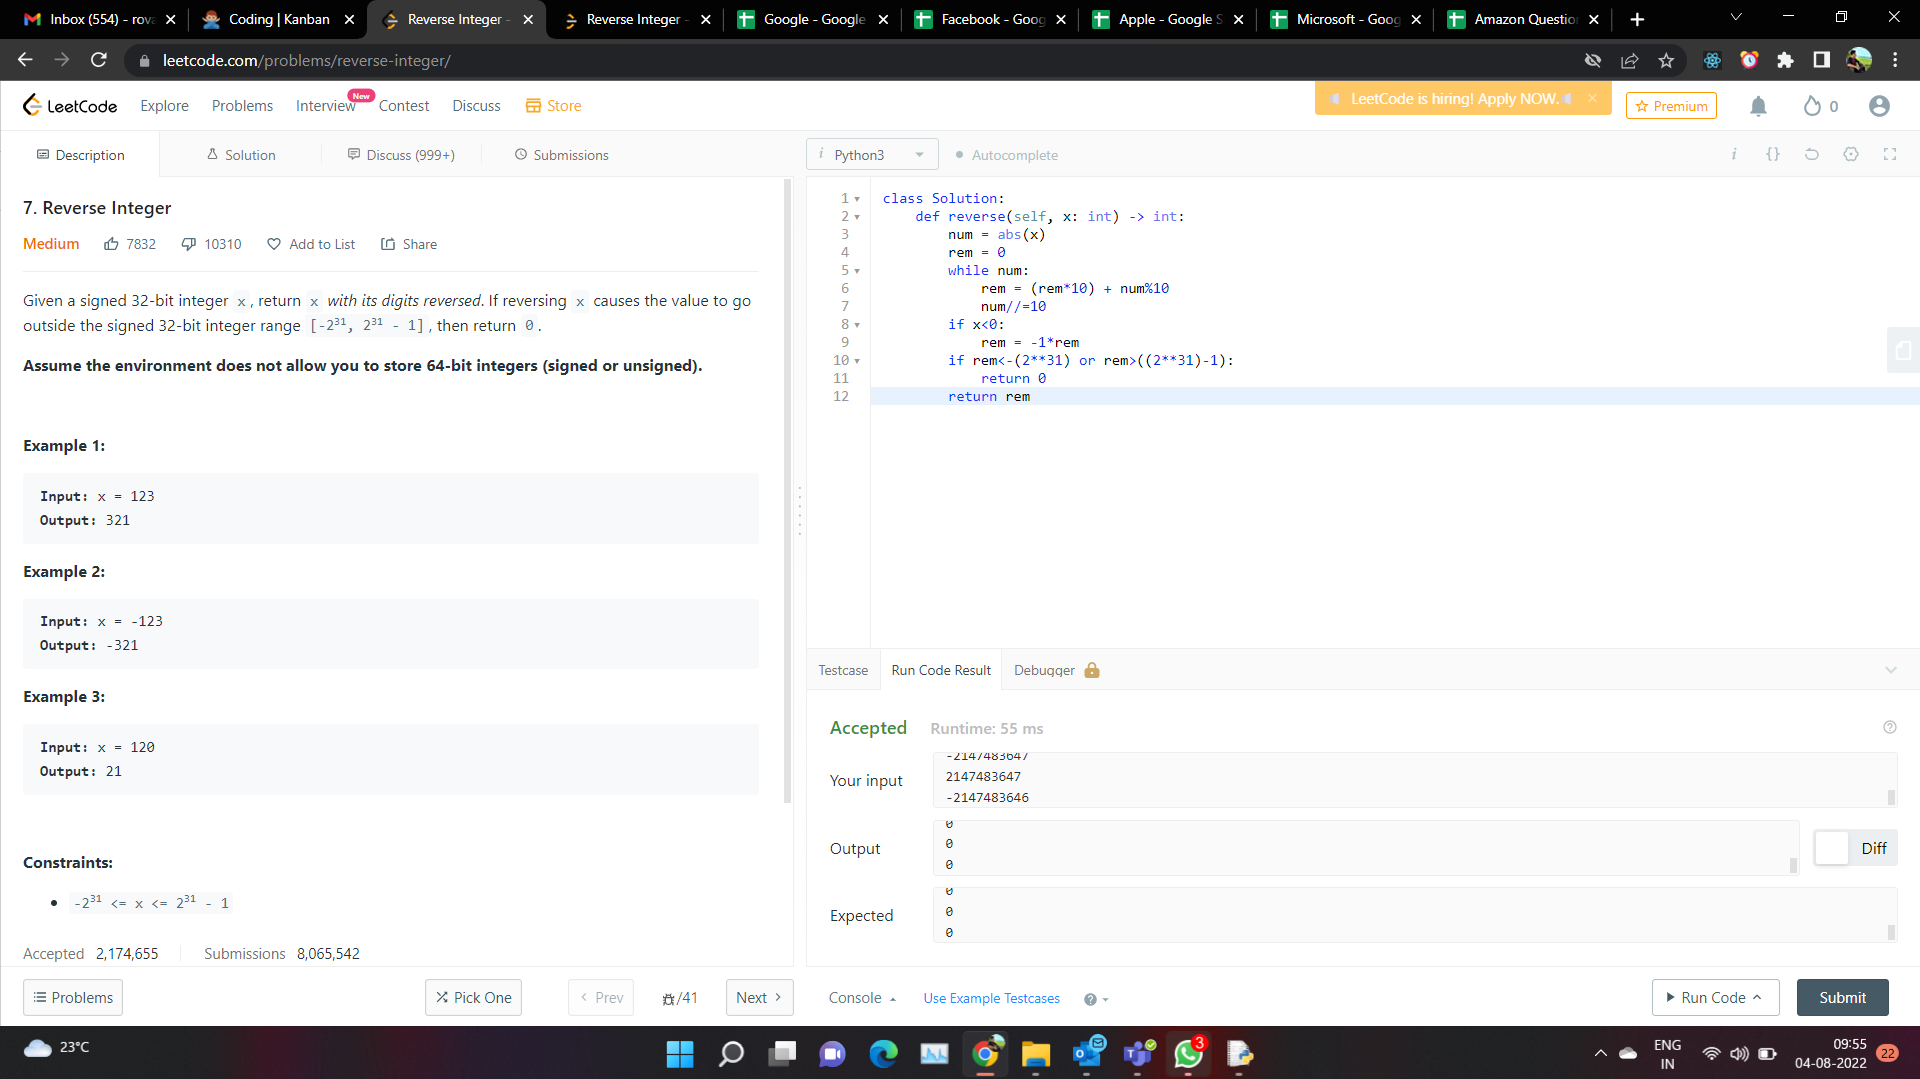 Inbox (554) - rova
Coding | Kanban
Reverse Integer -
Reverse Integer -
Google - Google
Facebook - Goog
Apple - Google S
Microsoft - Goog
Amazon Question
leetcode.com/problems/reverse-integer/
LeetCode
Explore
Problems
Interview
New
Contest
Discuss
Store
LeetCode is hiring! Apply NOW.
Premium
0
Description
Solution
Discuss (999+)
Submissions
7. Reverse Integer
Medium
7832
10310
Add to List
Share
Given a signed 32-bit integer x, return x with its digits reversed. If reversing x causes the value to go
outside the signed 32-bit integer range [-2³¹, 2³¹ - 1], then return 0.
Assume the environment does not allow you to store 64-bit integers (signed or unsigned).
Example 1:
Input: x = 123
Output: 321
Example 2:
Input: x = -123
Output: -321
Example 3:
Input: x = 120
Output: 21
Constraints:
-2³¹ <= x <= 2³¹ - 1
Accepted 2,174,655
Submissions 8,065,542
Problems
Pick One
Prev
/41
Next
i Python3
Autocomplete
i {}
1 class Solution:
2 def reverse(self, x: int) -> int:
3 num = abs(x)
4 rem = 0
5 while num:
6 rem = (rem*10) + num%10
7 num//=10
8 if x<0:
9 rem = -1*rem
10 if rem<-(2**31) or rem>((2**31)-1):
11 return 0
12 return rem
Testcase
Run Code Result
Debugger
Accepted
Runtime: 55 ms
Your input
-2147483647
2147483647
-2147483646
Output
0
0
0
Diff
Expected
0
0
0
Console
Use Example Testcases
Run Code
Submit
23°C
3
ENG
IN
09:55
04-08-2022
22